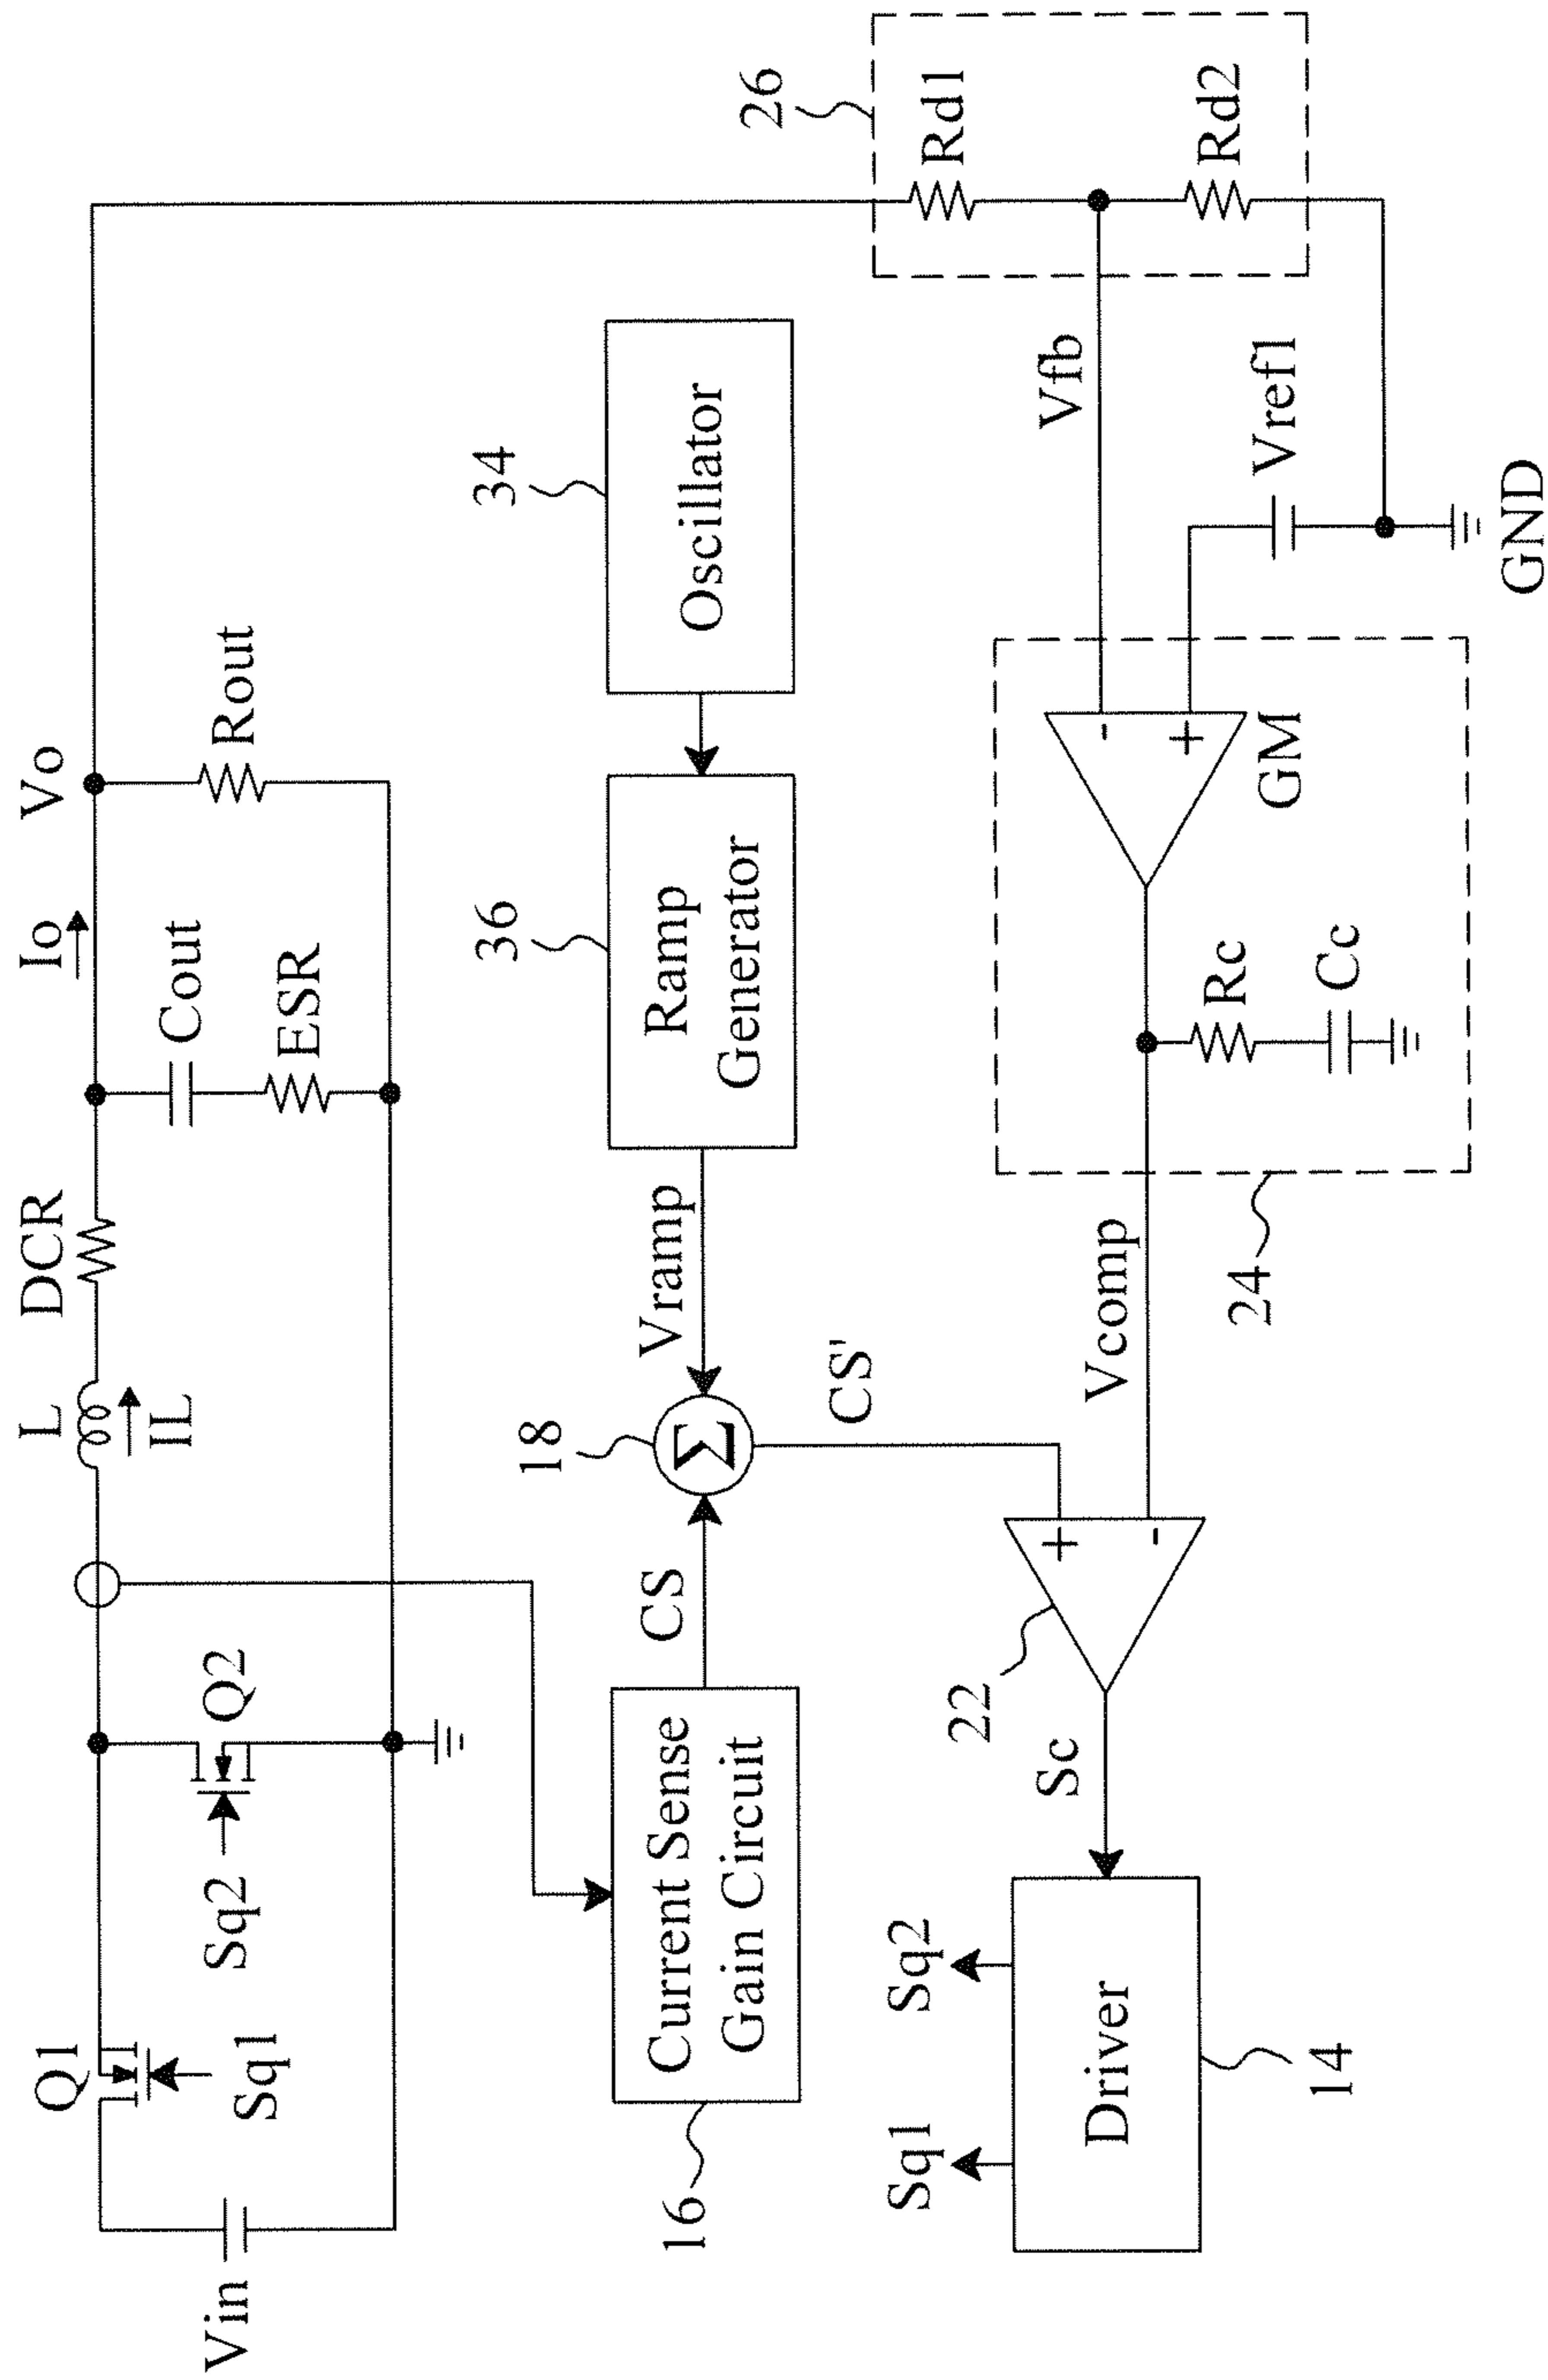 Vin
Q1
Sq1
Sq2
Q2
L
IL
DCR
Cout
ESR
Io
Vo
Rout
16
Current Sense
Gain Circuit
CS
18
Σ
Vramp
36
Ramp
Generator
34
Oscillator
26
Rd1
Rd2
Sq1
Sq2
Driver
14
Sc
22
+
-
CS'
Vcomp
24
Rc
Cc
-
+
GM
Vfb
Vref1
GND